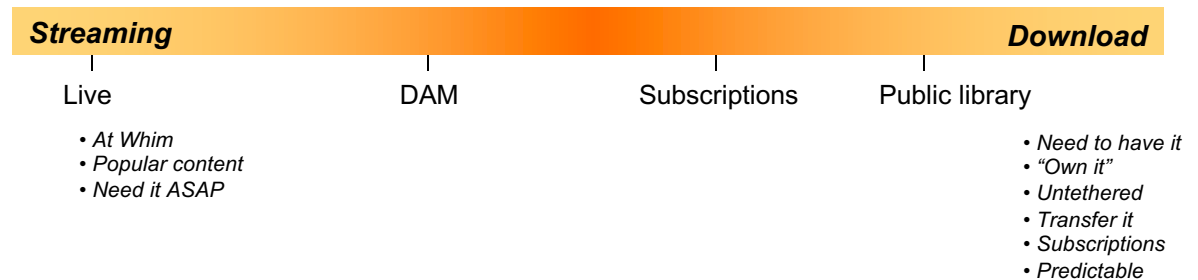 Streaming Download
Live DAM Subscriptions Public library
• At Whim
• Popular content
• Need it ASAP
• Need to have it
• “Own it”
• Untethered
• Transfer it
• Subscriptions
• Predictable